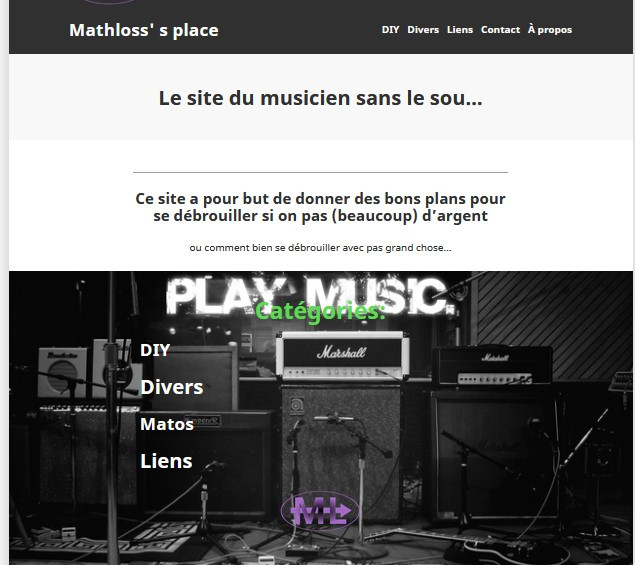 Mathloss' s place
DIY Divers Liens Contact À propos
Le site du musicien sans le sou...
Ce site a pour but de donner des bons plans pour
se débrouiller si on pas (beaucoup) d’argent
ou comment bien se débrouiller avec pas grand chose...
PLAY MUSIC.
Catégories:
DIY
Marshall
Marshall
Divers
Matos
Liens
ML